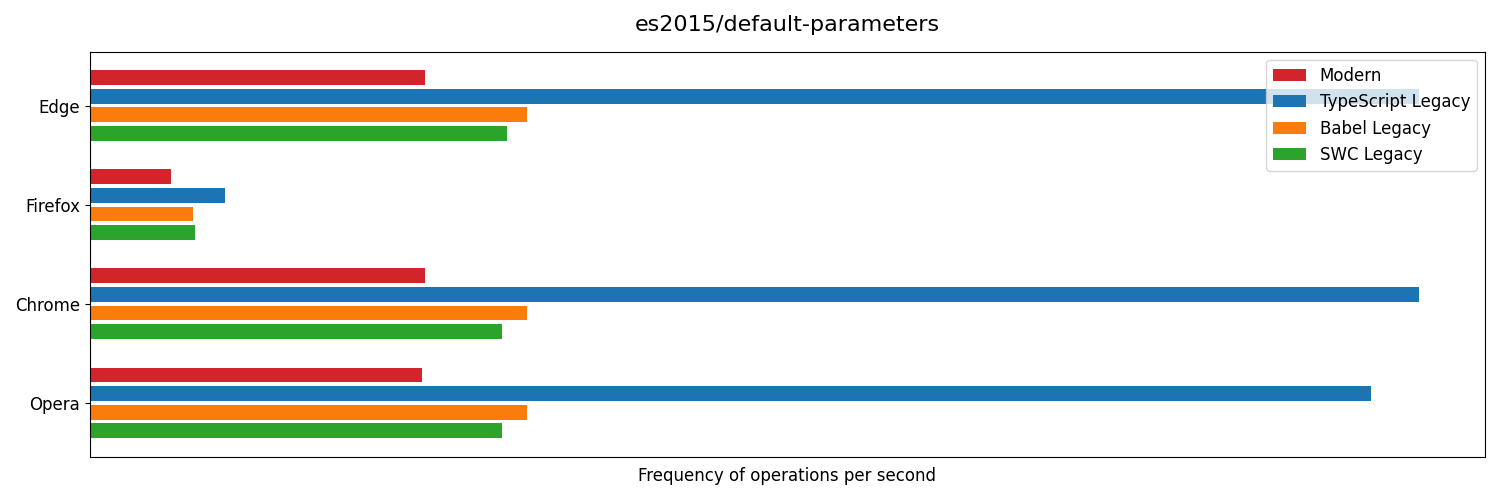 es2015/default-parameters
Modern
TypeScript Legacy
Babel Legacy
SWC Legacy
Edge
Firefox
Chrome
Opera
Frequency of operations per second